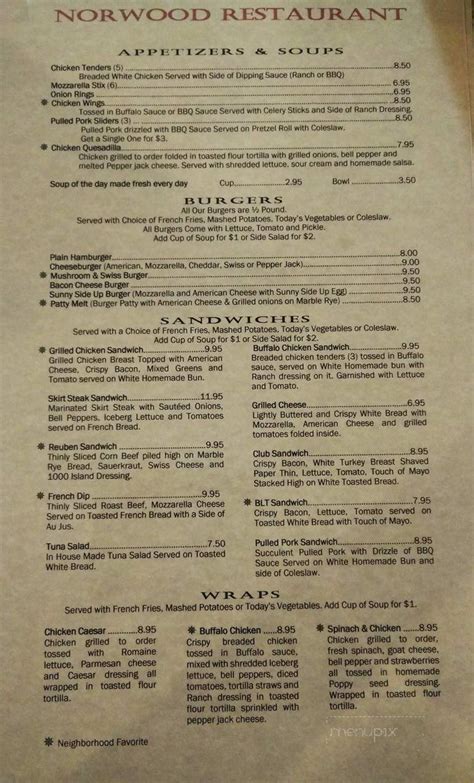 NORWOOD RESTAURANT
APPETIZERS & SOUPS
Chicken Tenders (5) 8.50
Breaded White Chicken Served with Side of Dipping Sauce (Ranch or BBQ)
Mozzarella Stix (6) 6.95
Onion Rings 6.95
✷ Chicken Wings 8.95
Tossed in Buffalo Sauce or BBQ Sauce Served with Celery Sticks and Side of Ranch Dressing.
Pulled Pork Sliders (3) 8.50
Pulled Pork drizzled with BBQ Sauce Served on Pretzel Roll with Coleslaw.
Get a Single One for $3.
✷ Chicken Quesadilla 7.95
Chicken grilled to order folded in toasted flour tortilla with grilled onions, bell pepper and
melted Pepper jack cheese. Served with shredded lettuce, sour cream and homemade salsa.
Soup of the day made fresh every day Cup 2.95 Bowl 3.50
BURGERS
All Our Burgers are ½ Pound.
Served with Choice of French Fries, Mashed Potatoes, Today's Vegetables or Coleslaw.
All Burgers Come with Lettuce, Tomato and Pickle.
Add Cup of Soup for $1 or Side Salad for $2.
Plain Hamburger 8.00
Cheeseburger (American, Mozzarella, Cheddar, Swiss or Pepper Jack) 9.00
✷ Mushroom & Swiss Burger 9.50
Bacon Cheese Burger 9.50
Sunny Side Up Burger (Mozzarella and American Cheese with Sunny Side Up Egg) 9.50
✷ Patty Melt (Burger Patty with American Cheese & Grilled onions on Marble Rye) 8.50
SANDWICHES
Served with a Choice of French Fries, Mashed Potatoes, Today's Vegetables or Coleslaw.
Add Cup of Soup for $1 or Side Salad for $2.
✷ Grilled Chicken Sandwich 9.95
Grilled Chicken Breast Topped with American
Cheese, Crispy Bacon, Mixed Greens and
Tomato served on White Homemade Bun.
Skirt Steak Sandwich 11.95
Marinated Skirt Steak with Sautéed Onions,
Bell Peppers, Iceberg Lettuce and Tomatoes
served on French Bread.
✷ Reuben Sandwich 9.95
Thinly Sliced Corn Beef piled high on Marble
Rye Bread, Sauerkraut, Swiss Cheese and
1000 Island Dressing.
✷ French Dip 9.95
Thinly Sliced Roast Beef, Mozzarella Cheese
Served on Toasted French Bread with a Side of
Au Jus.
Tuna Salad 7.50
In House Made Tuna Salad Served on Toasted
White Bread.
Buffalo Chicken Sandwich 9.95
Breaded chicken tenders (3) tossed in Buffalo
sauce, served on White Homemade Bun with
Ranch dressing on it. Garnished with Lettuce
and Tomato.
Grilled Cheese 6.95
Lightly Buttered and Crispy White Bread with
Mozzarella, American Cheese and grilled
tomatoes folded inside.
Club Sandwich 8.95
Crispy Bacon, White Turkey Breast Shaved
Paper Thin, Lettuce, Tomato, Touch of Mayo
Stacked High on White Toasted Bread.
✷ BLT Sandwich 7.95
Crispy Bacon, Lettuce, Tomato served on
Toasted White Bread with Touch of Mayo.
Pulled Pork Sandwich 8.95
Succulent Pulled Pork with Drizzle of BBQ
Sauce Served on White Homemade Bun and
side of Coleslaw.
WRAPS
Served with French Fries, Mashed Potatoes or Today's Vegetables. Add Cup of Soup for $1.
Chicken Caesar 8.95
Chicken grilled to order
tossed with Romaine
lettuce, Parmesan cheese
and Caesar dressing all
wrapped in toasted flour
tortilla.
✷ Buffalo Chicken 8.95
Crispy breaded chicken
tossed in Buffalo sauce,
mixed with shredded Iceberg
lettuce, bell peppers, diced
tomatoes, tortilla straws and
Ranch dressing in toasted
flour tortilla sprinkled with
pepper jack cheese.
✷ Spinach & Chicken 8.95
Chicken grilled to order,
fresh spinach, goat cheese,
bell pepper and strawberries
all tossed in homemade
Poppy seed dressing.
Wrapped in toasted flour
tortilla.
✷ Neighborhood Favorite
menupix